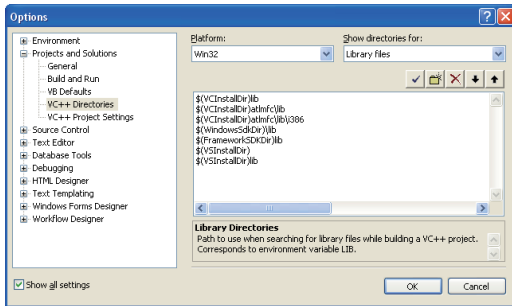 Options
Environment
Projects and Solutions
General
Build and Run
VB Defaults
VC++ Directories
VC++ Project Settings
Source Control
Text Editor
Database Tools
Debugging
HTML Designer
Text Templating
Windows Forms Designer
Workflow Designer
Show all settings
Platform:
Win32
Show directories for:
Library files
$(VCInstallDir)lib
$(VCInstallDir)atlmfc\lib
$(VCInstallDir)atlmfc\lib\i386
$(WindowsSdkDir)\lib
$(FrameworkSDKDir)lib
$(VSInstallDir)
$(VSInstallDir)lib
Library Directories
Path to use when searching for library files while building a VC++ project.
Corresponds to environment variable LIB.
OK
Cancel